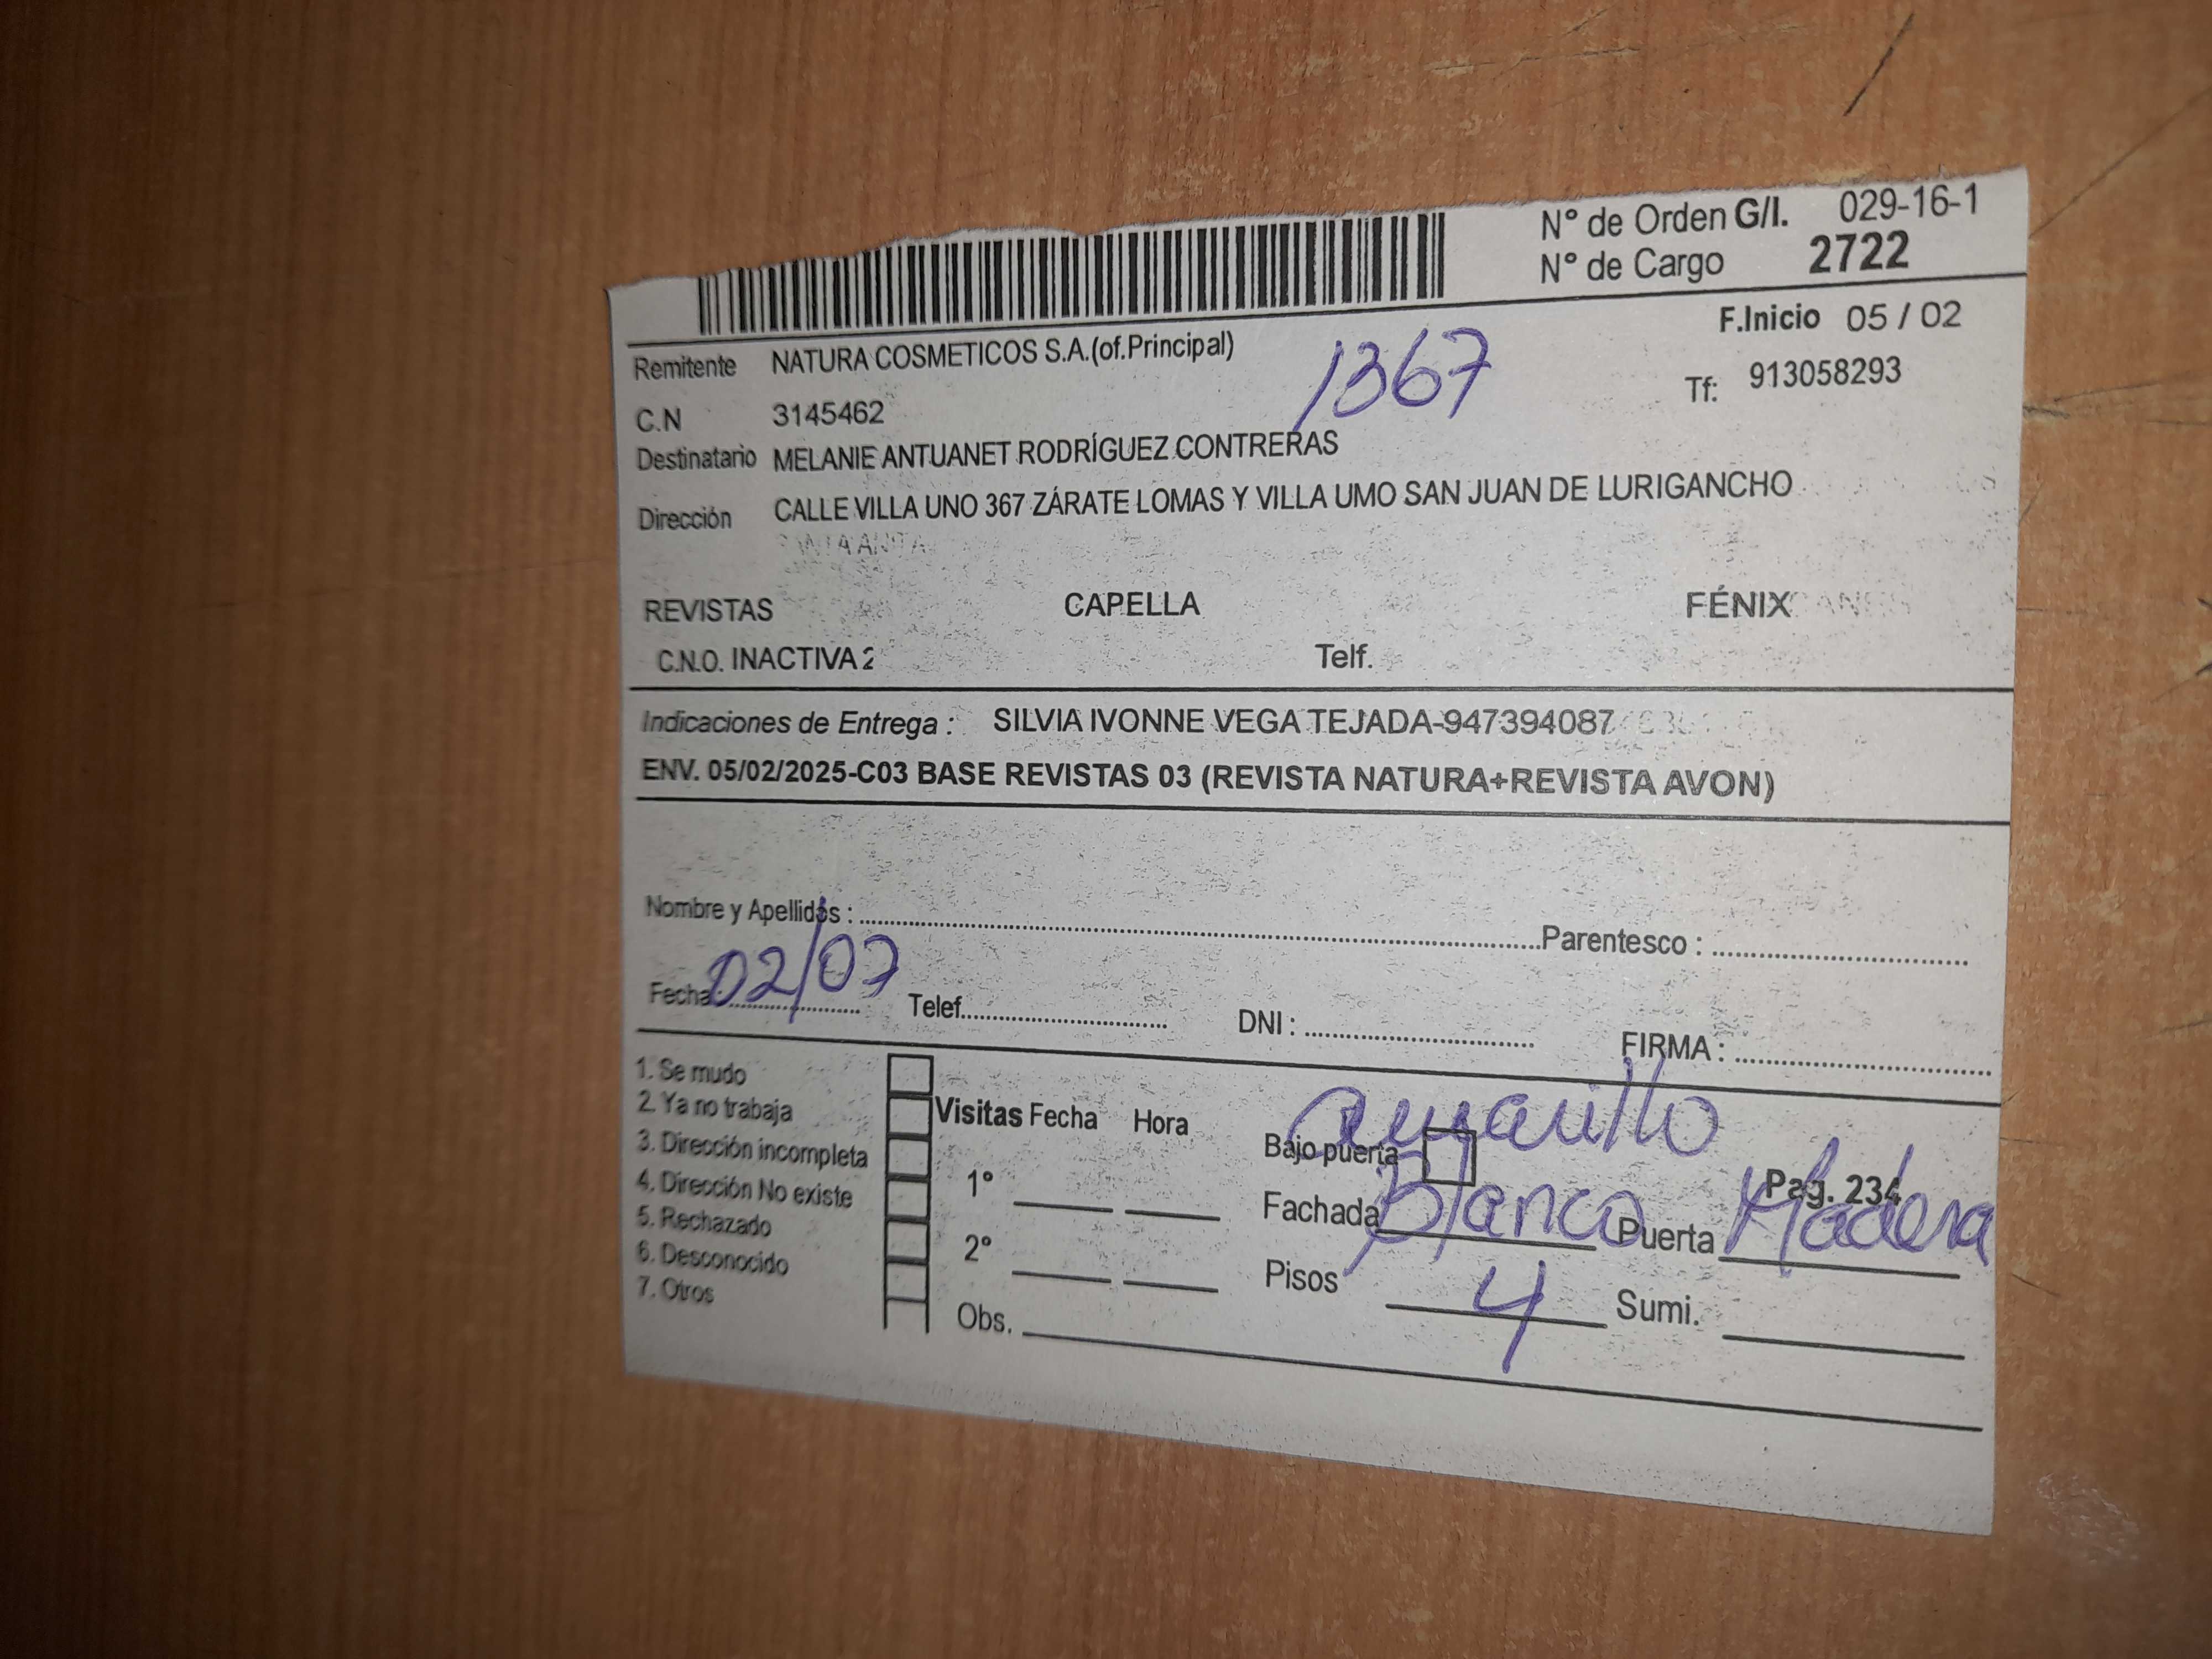 N° de Orden G/I. 029-16-1
N° de Cargo 2722
F.Inicio 05 / 02
Remitente NATURA COSMETICOS S.A.(of.Principal)
1367
Tf: 913058293
C.N 3145462
Destinatario MELANIE ANTUANET RODRÍGUEZ CONTRERAS
Dirección CALLE VILLA UNO 367 ZÁRATE LOMAS Y VILLA UMO SAN JUAN DE LURIGANCHO
SANTA ANITA
REVISTAS CAPELLA FÉNIX
C.N.O. INACTIVA 2 Telf.
Indicaciones de Entrega : SILVIA IVONNE VEGA TEJADA-947394087
ENV. 05/02/2025-C03 BASE REVISTAS 03 (REVISTA NATURA+REVISTA AVON)
Nombre y Apellidos : Parentesco :
Fecha: 02/07 Telef. DNI : FIRMA :
1. Se mudo
2. Ya no trabaja
3. Dirección incompleta
4. Dirección No existe
5. Rechazado
6. Desconocido
7. Otros
Visitas Fecha Hora
1°
2°
Obs.
amarillo
Bajo puerta
Pag. 234
Fachada Blanco Puerta Madera
Pisos 4 Sumi.